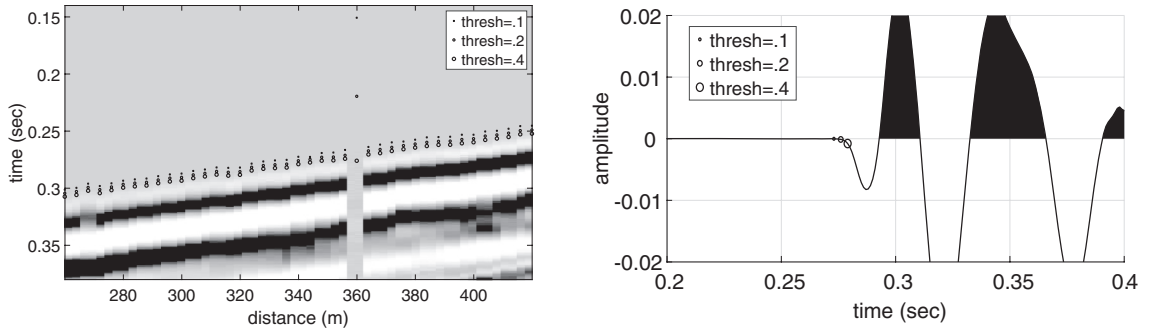 0.15
0.2
0.25
0.3
0.35
time (sec)
thresh=.1
thresh=.2
thresh=.4
280 300 320 340 360 380 400
distance (m)
0.02
0.01
0
-0.01
-0.02
amplitude
thresh=.1
thresh=.2
thresh=.4
0.2 0.25 0.3 0.35 0.4
time (sec)